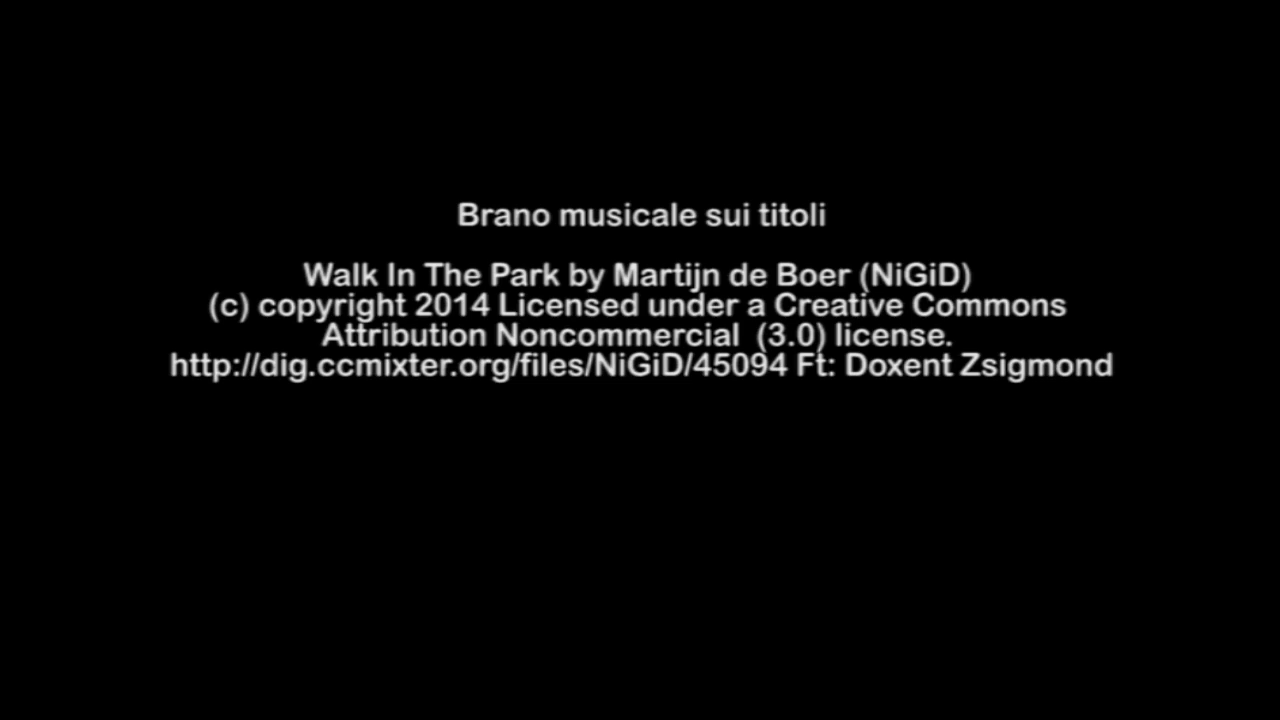 Brano musicale sui titoli
Walk In The Park by Martijn de Boer (NiGiD)
(c) copyright 2014 Licensed under a Creative Commons
Attribution Noncommercial  (3.0) license.
http://dig.ccmixter.org/files/NiGiD/45094 Ft: Doxent Zsigmond